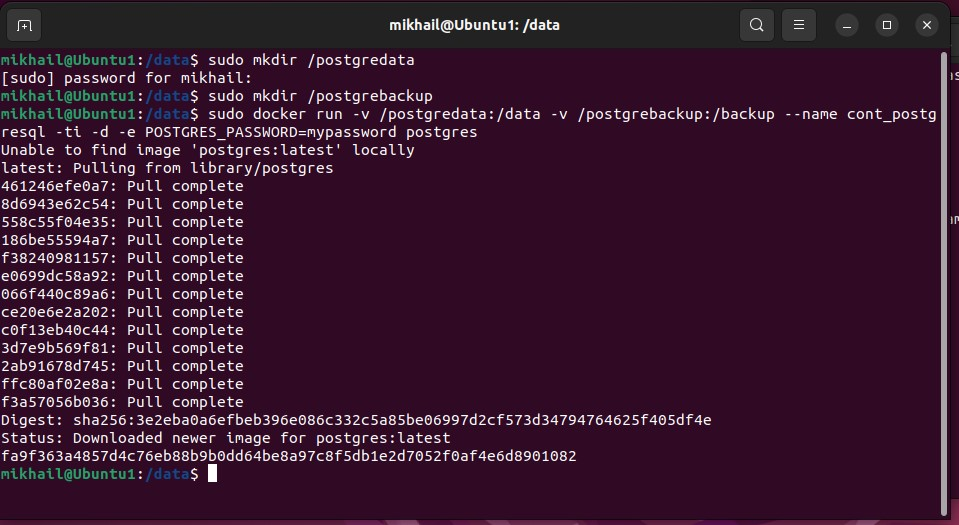 mikhail@Ubuntu1: /data
mikhail@Ubuntu1:/data$ sudo mkdir /postgredata
[sudo] password for mikhail:
mikhail@Ubuntu1:/data$ sudo mkdir /postgrebackup
mikhail@Ubuntu1:/data$ sudo docker run -v /postgredata:/data -v /postgrebackup:/backup --name cont_postg
resql -ti -d -e POSTGRES_PASSWORD=mypassword postgres
Unable to find image 'postgres:latest' locally
latest: Pulling from library/postgres
461246efe0a7: Pull complete
8d6943e62c54: Pull complete
558c55f04e35: Pull complete
186be55594a7: Pull complete
f38240981157: Pull complete
e0699dc58a92: Pull complete
066f440c89a6: Pull complete
ce20e6e2a202: Pull complete
c0f13eb40c44: Pull complete
3d7e9b569f81: Pull complete
2ab91678d745: Pull complete
ffc80af02e8a: Pull complete
f3a57056b036: Pull complete
Digest: sha256:3e2eba0a6efbeb396e086c332c5a85be06997d2cf573d34794764625f405df4e
Status: Downloaded newer image for postgres:latest
fa9f363a4857d4c76eb88b9b0dd64be8a97c8f5db1e2d7052f0af4e6d8901082
mikhail@Ubuntu1:/data$